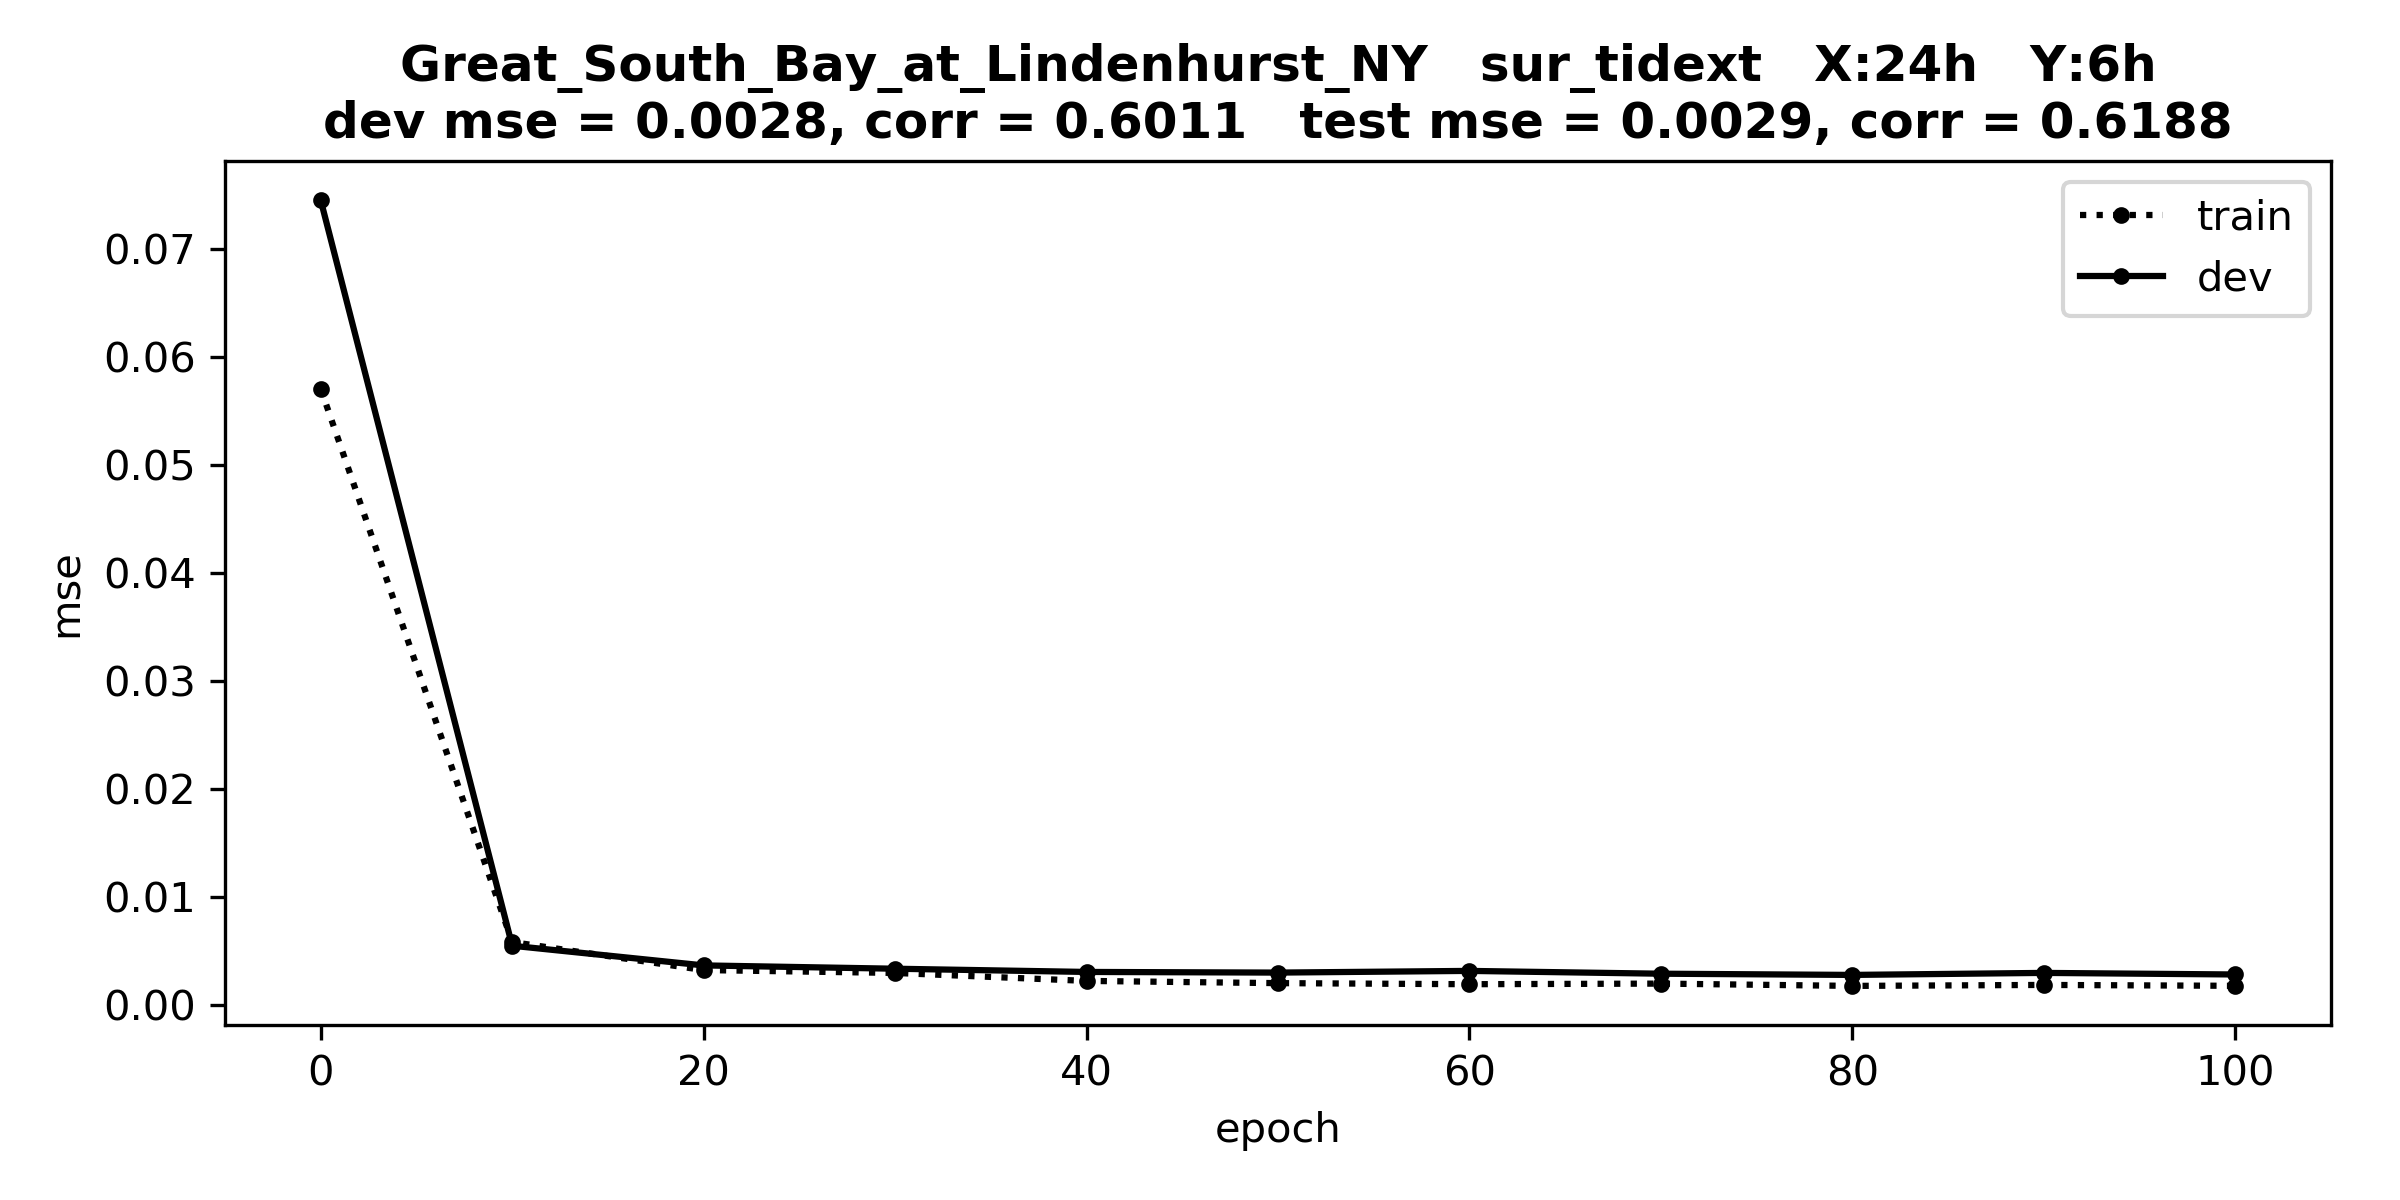 Great_South_Bay_at_Lindenhurst_NY   sur_tidext   X:24h   Y:6h
dev mse = 0.0028, corr = 0.6011   test mse = 0.0029, corr = 0.6188
train
dev
0.07
0.06
0.05
0.04
0.03
0.02
0.01
0.00
mse
0 20 40 60 80 100
epoch